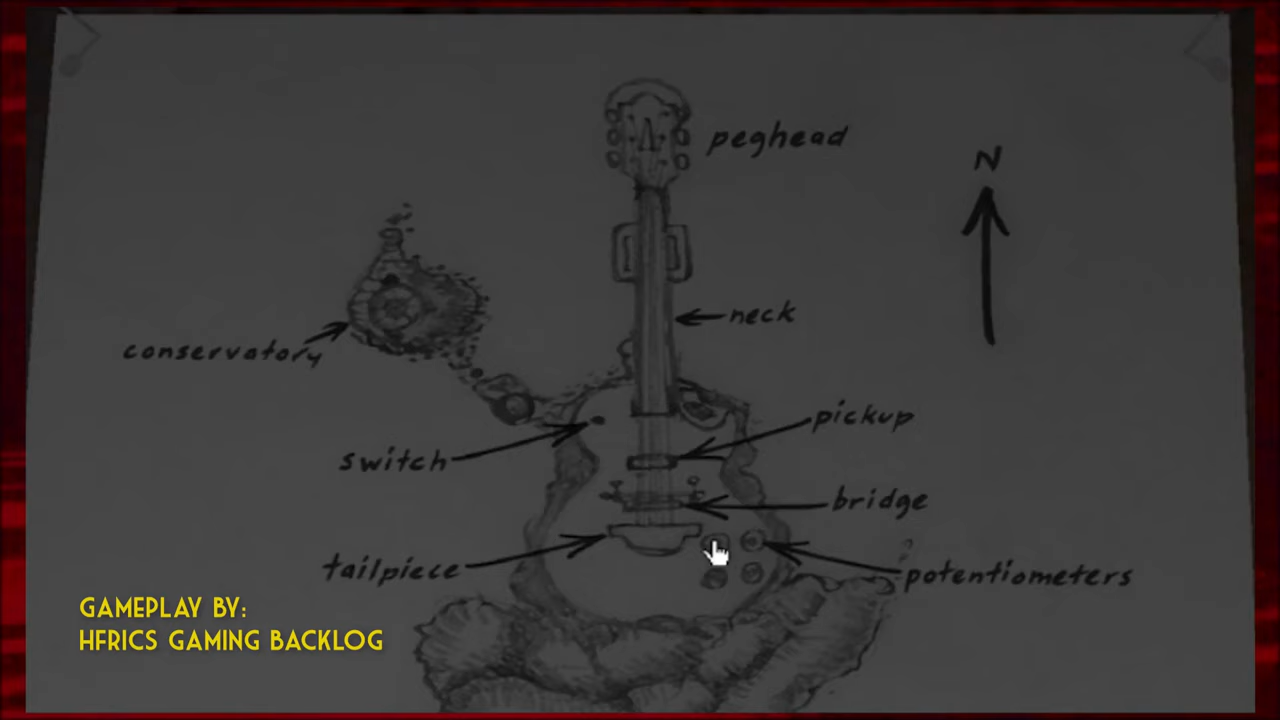 peghead
N
neck
conservatory
pickup
switch
bridge
tailpiece
potentiometers
GAMEPLAY BY:
HFRICS GAMING BACKLOG